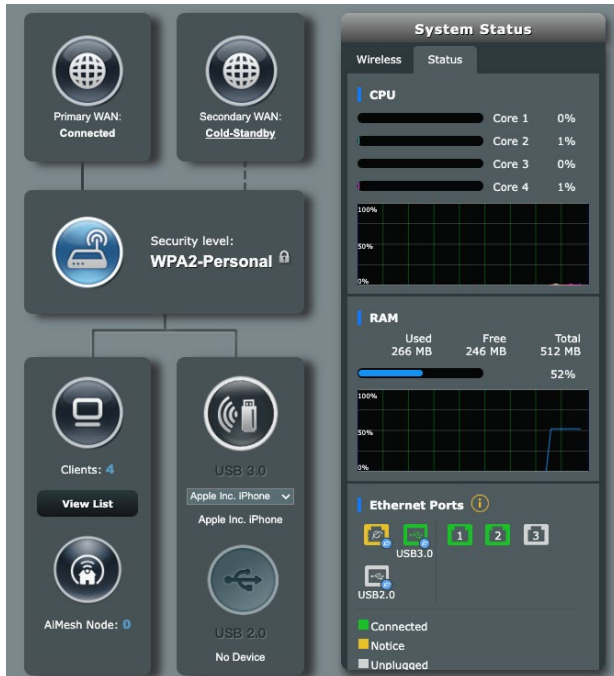 Primary WAN:
Connected
Secondary WAN:
Cold-Standby
Security level:
WPA2-Personal
Clients: 4
View List
AiMesh Node: 0
USB 3.0
Apple Inc. iPhone
Apple Inc. iPhone
USB 2.0
No Device
System Status
Wireless Status
CPU
Core 1 0%
Core 2 1%
Core 3 0%
Core 4 1%
100%
50%
0%
RAM
Used Free Total
266 MB 246 MB 512 MB
52%
100%
50%
0%
Ethernet Ports i
1 2 3
USB3.0
USB2.0
Connected
Notice
Unplugged